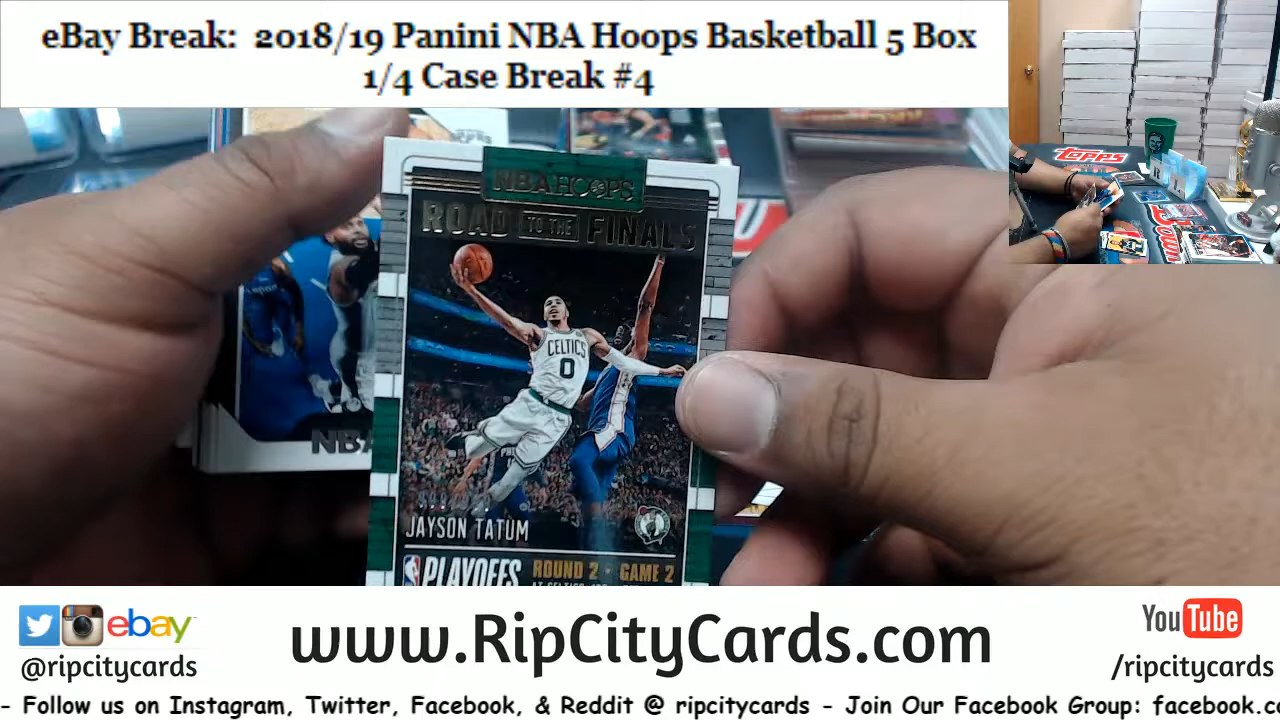 eBay Break: 2018/19 Panini NBA Hoops Basketball 5 Box
1/4 Case Break #4
Topps
NBA HOOPS
ROAD TO THE FINALS
CELTICS
0
JAYSON TATUM
PLAYOFFS
ROUND 2 · GAME 2
NBA
ebay
@ripcitycards
www.RipCityCards.com
YouTube
/ripcitycards
- Follow us on Instagram, Twitter, Facebook, & Reddit @ ripcitycards - Join Our Facebook Group: facebook.c